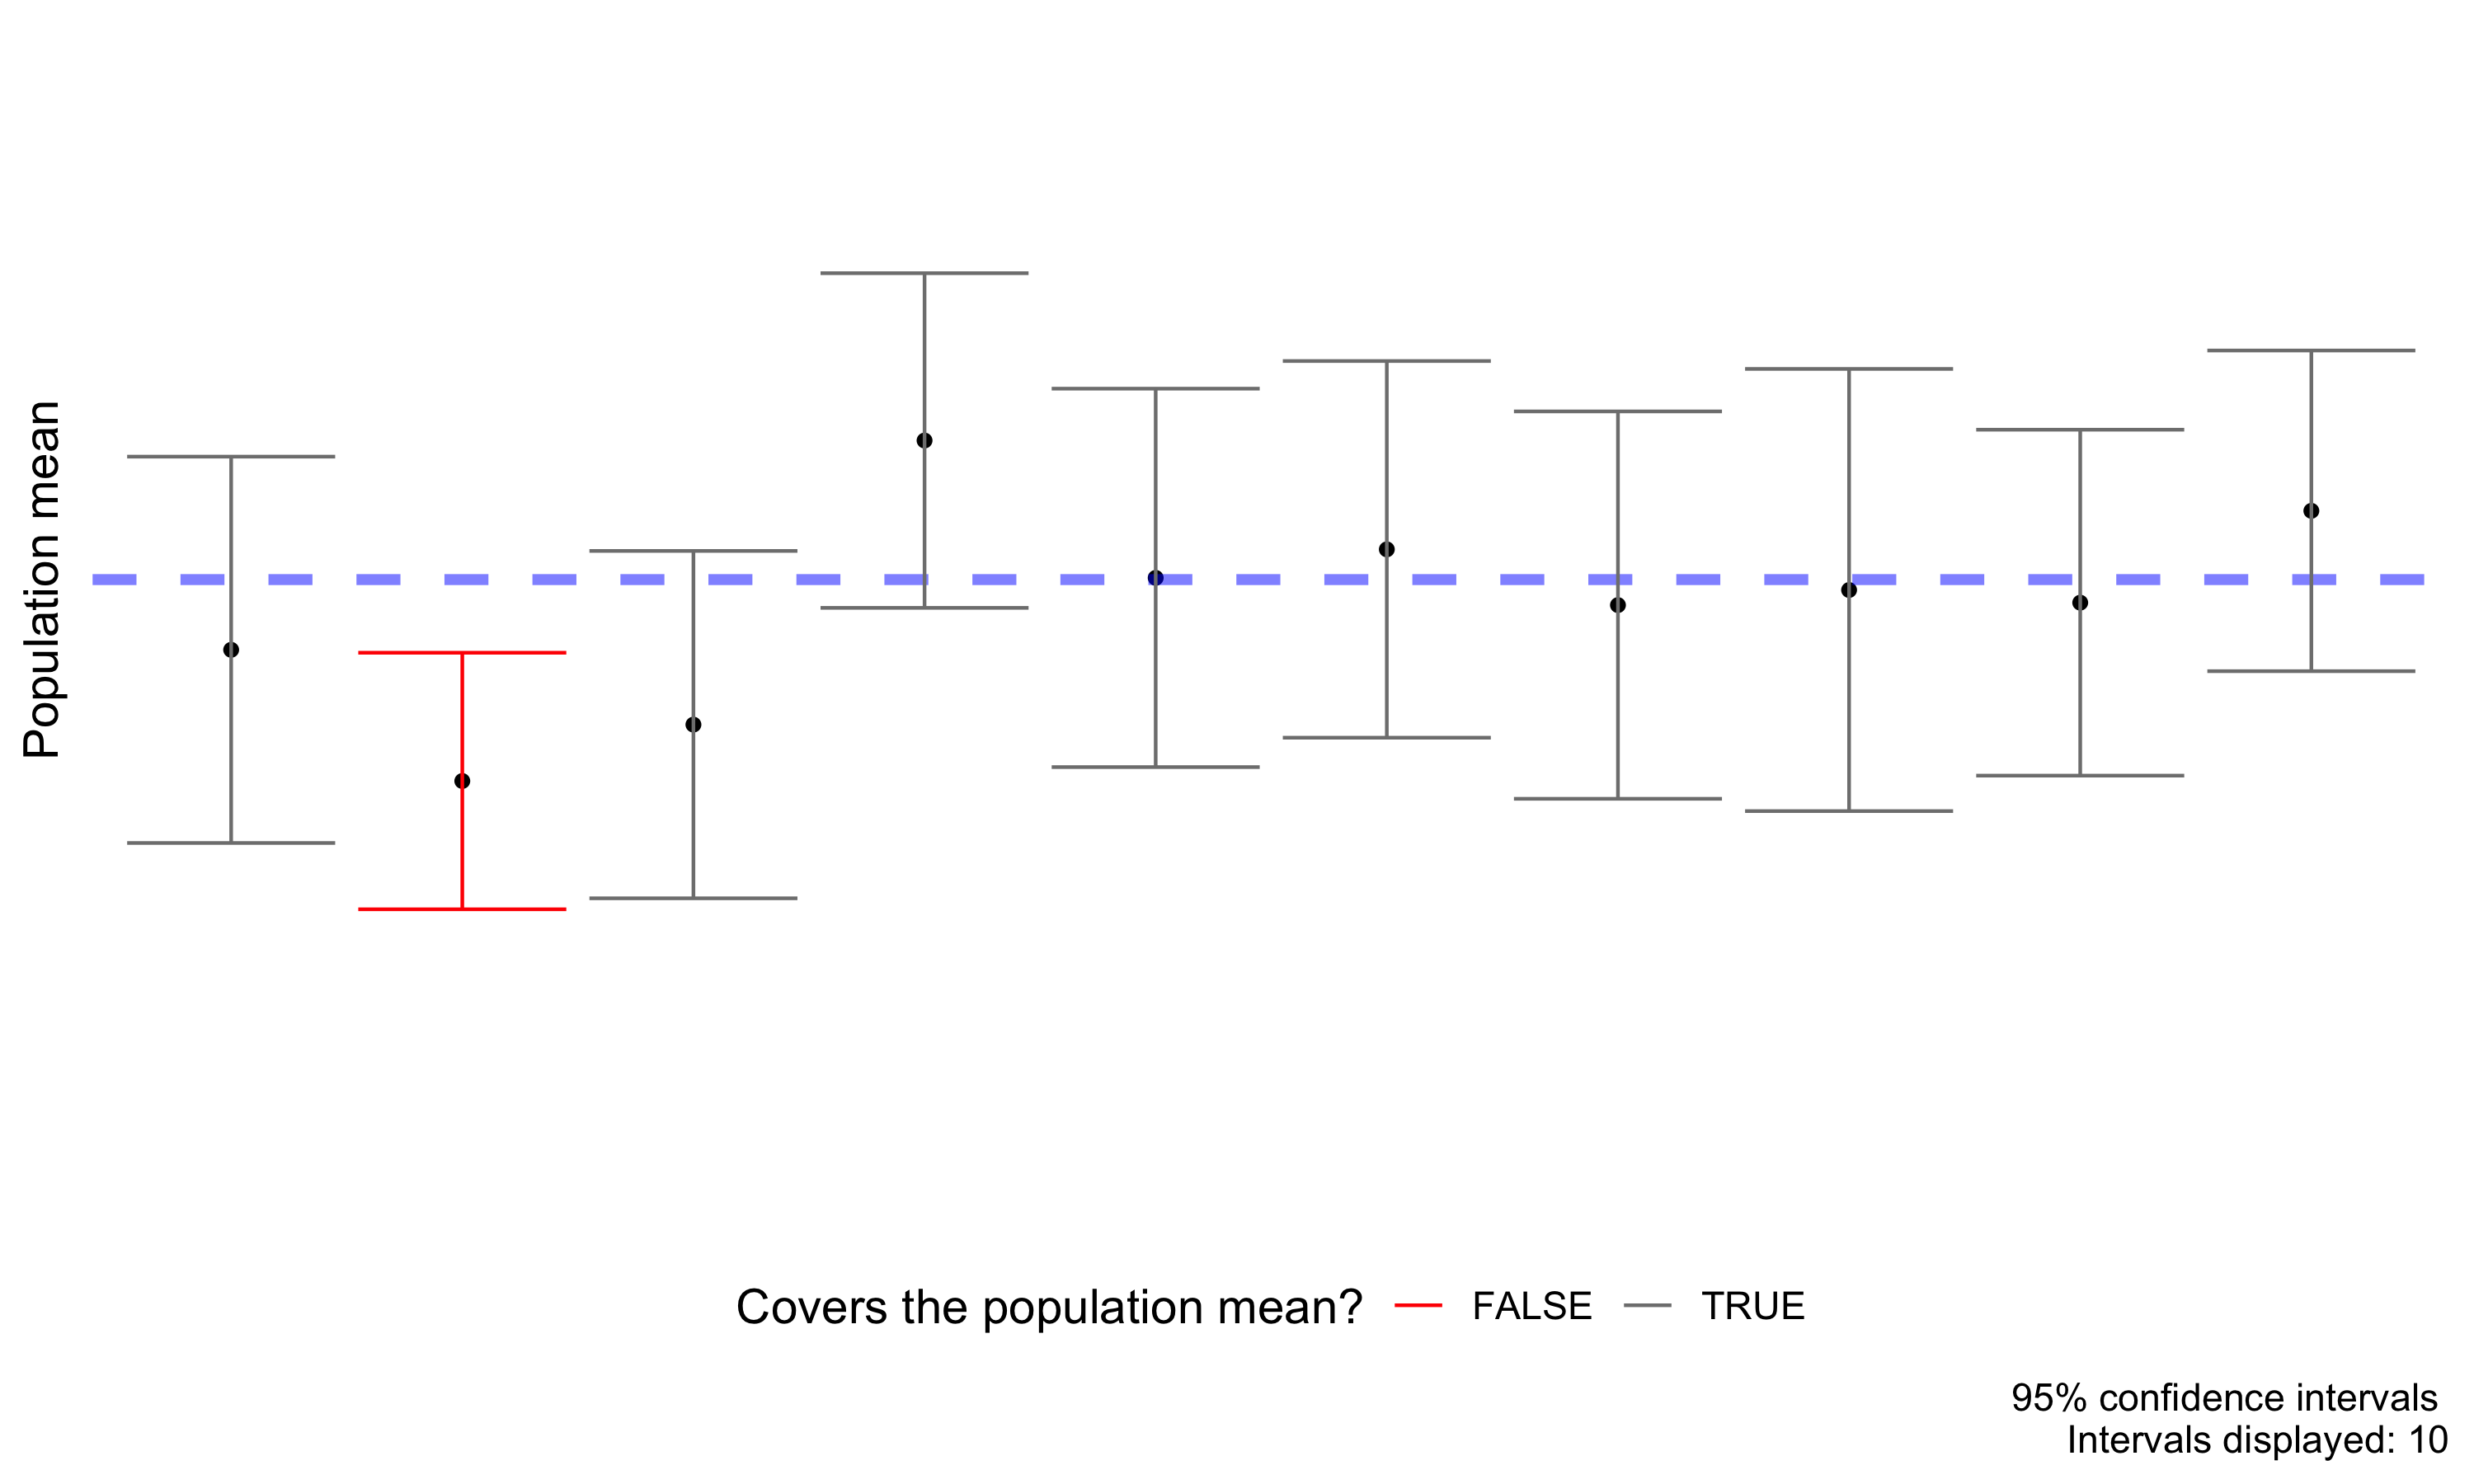 Population mean
Covers the population mean? FALSE TRUE
95% confidence intervals
Intervals displayed: 10